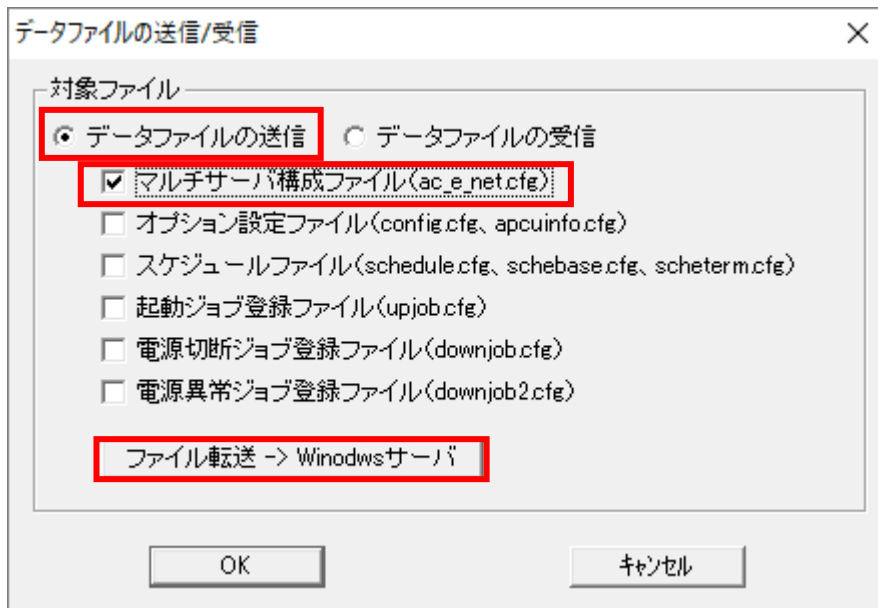 データファイルの送信/受信
対象ファイル
データファイルの送信 データファイルの受信
マルチサーバ構成ファイル(ac_e_net.cfg)
オプション設定ファイル(config.cfg、apcuinfo.cfg)
スケジュールファイル(schedule.cfg、schebase.cfg、scheterm.cfg)
起動ジョブ登録ファイル(upjob.cfg)
電源切断ジョブ登録ファイル(downjob.cfg)
電源異常ジョブ登録ファイル(downjob2.cfg)
ファイル転送 -> Winodwsサーバ
OK キャンセル